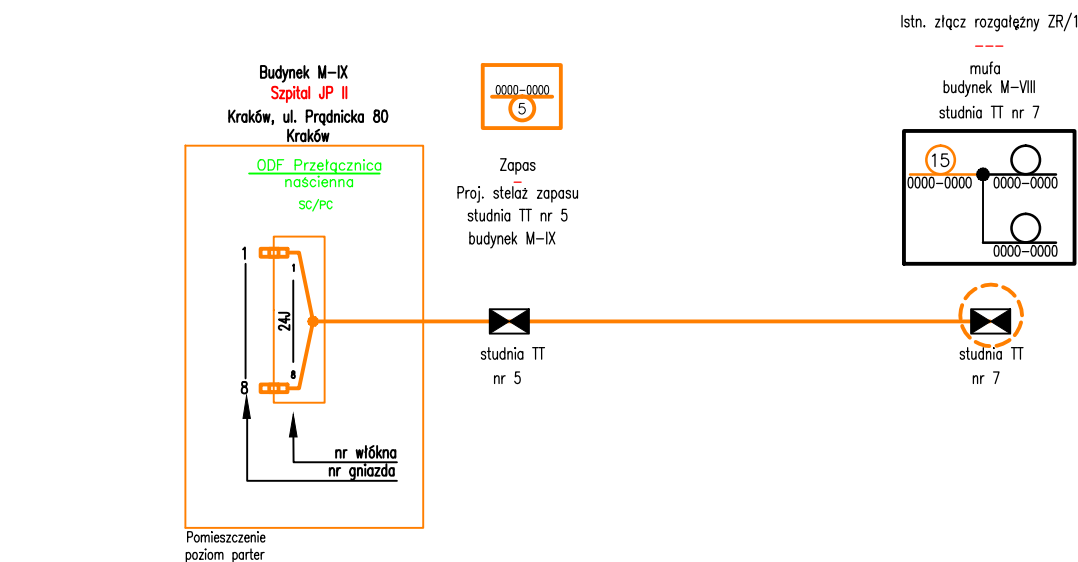 Istn. złącz rozgałęźny ZR/1
mufa
budynek M-VIII
studnia TT nr 7
15
0000-0000
0000-0000
0000-0000
Budynek M-IX
Szpital JP II
Kraków, ul. Prądnicka 80
Kraków
ODF Przełącznica
naścienna
SC/PC
1
8
1
24J
8
nr włókna
nr gniazda
Pomieszczenie
poziom parter
0000-0000
5
Zapas
Proj. stelaż zapasu
studnia TT nr 5
budynek M-IX
studnia TT
nr 5
studnia TT
nr 7